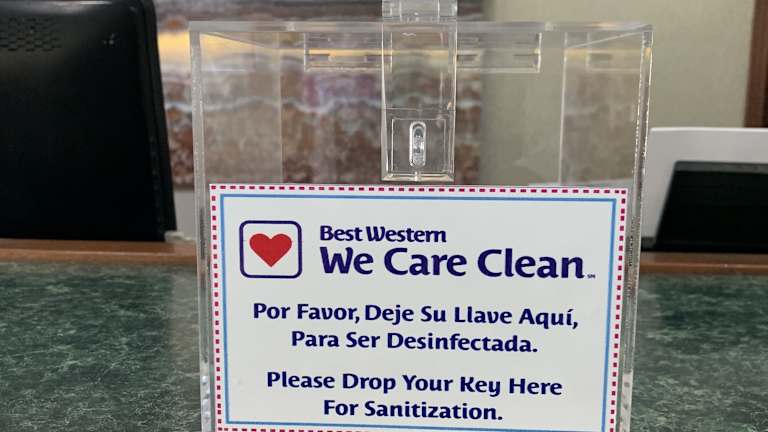 Best Western
We Care Clean SM
Por Favor, Deje Su Llave Aquí,
Para Ser Desinfectada.
Please Drop Your Key Here
For Sanitization.